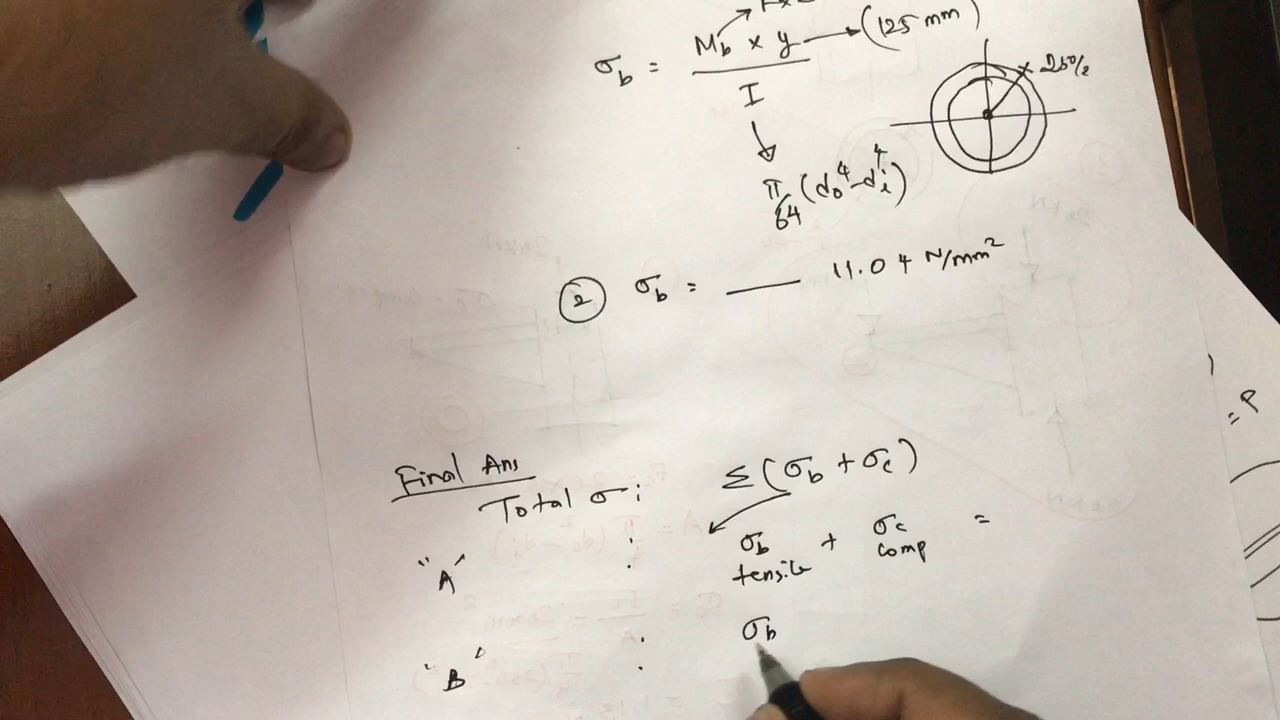 σb = Mb × y → (125 mm)
I
250/2
π/64 (do⁴ - di⁴)
② σb = ___ 11.04 N/mm²
Final Ans
Total σ : Σ (σb + σc)
"A" : σb tensile + σc comp =
"B" : σb
= P